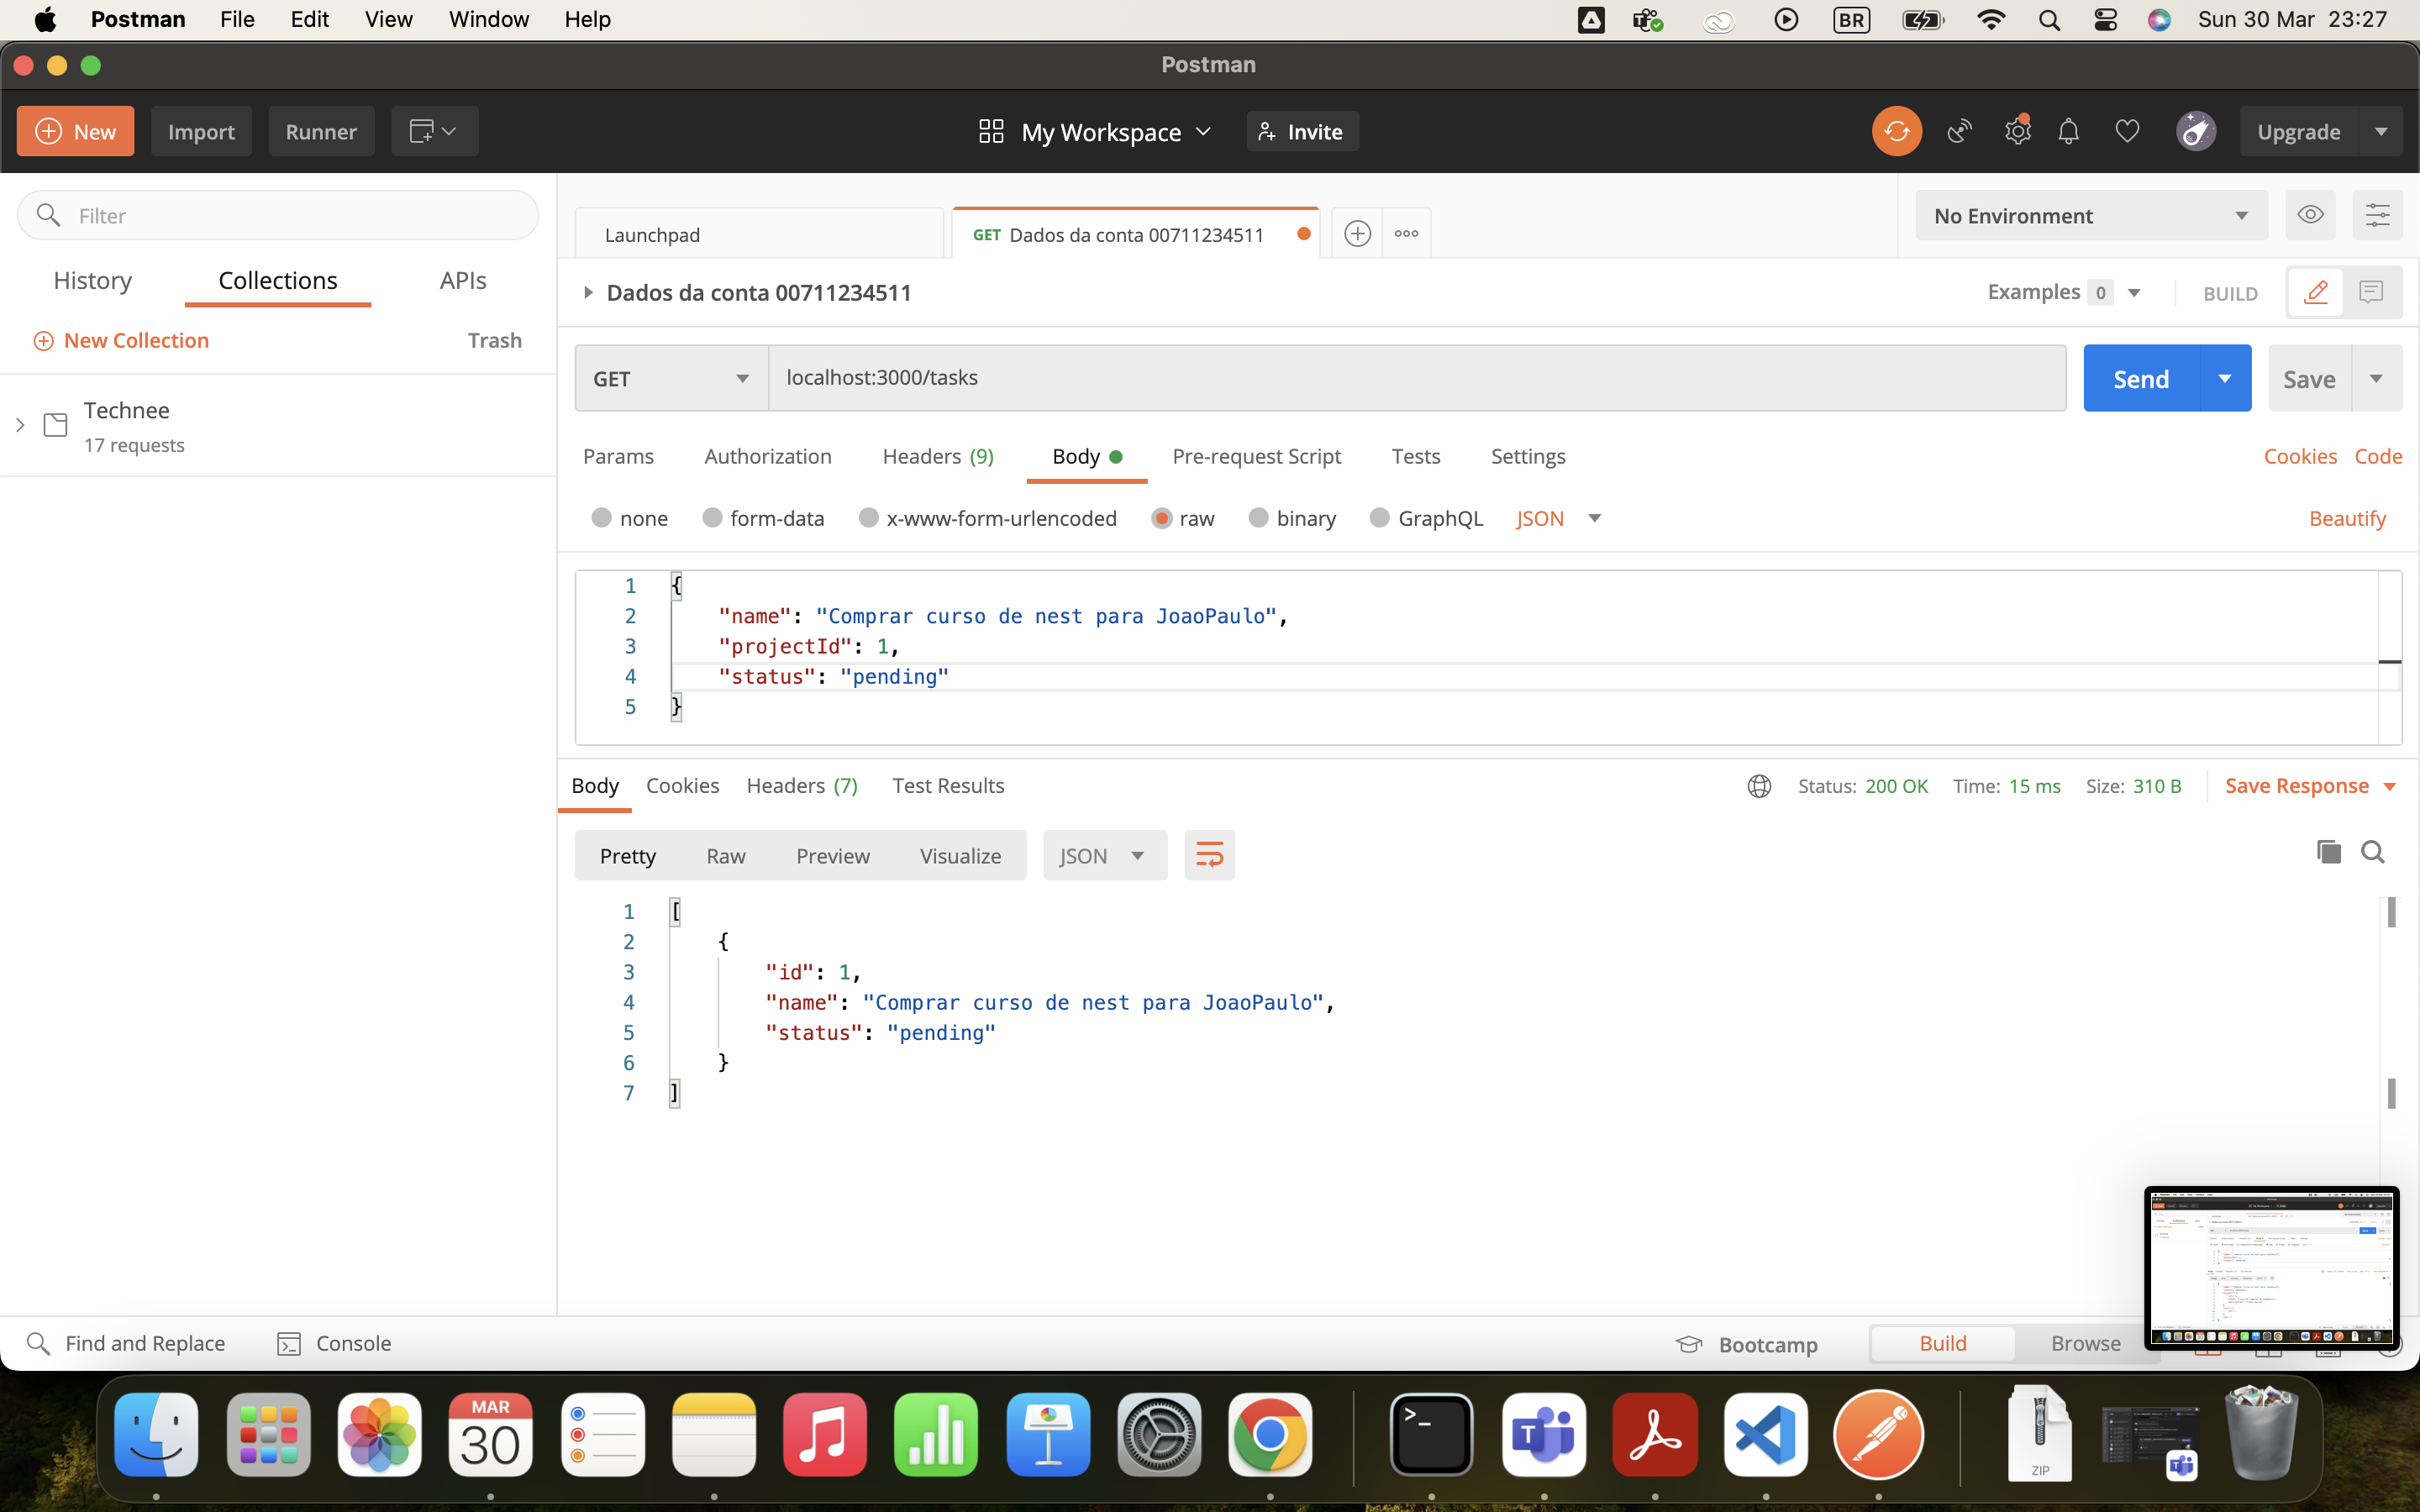 Postman File Edit View Window Help BR Sun 30 Mar 23:27
Postman
New Import Runner My Workspace Invite Upgrade
Filter
Launchpad GET Dados da conta 00711234511 No Environment
History Collections APIs
Dados da conta 00711234511 Examples 0 BUILD
New Collection Trash
GET localhost:3000/tasks Send Save
Technee
17 requests
Params Authorization Headers (9) Body Pre-request Script Tests Settings Cookies Code
none form-data x-www-form-urlencoded raw binary GraphQL JSON Beautify
1 {
2 "name": "Comprar curso de nest para JoaoPaulo",
3 "projectId": 1,
4 "status": "pending"
5 }
Body Cookies Headers (7) Test Results Status: 200 OK Time: 15 ms Size: 310 B Save Response
Pretty Raw Preview Visualize JSON
1 [
2 {
3 "id": 1,
4 "name": "Comprar curso de nest para JoaoPaulo",
5 "status": "pending"
6 }
7 ]
Find and Replace Console Bootcamp Build Browse
MAR
30
ZIP